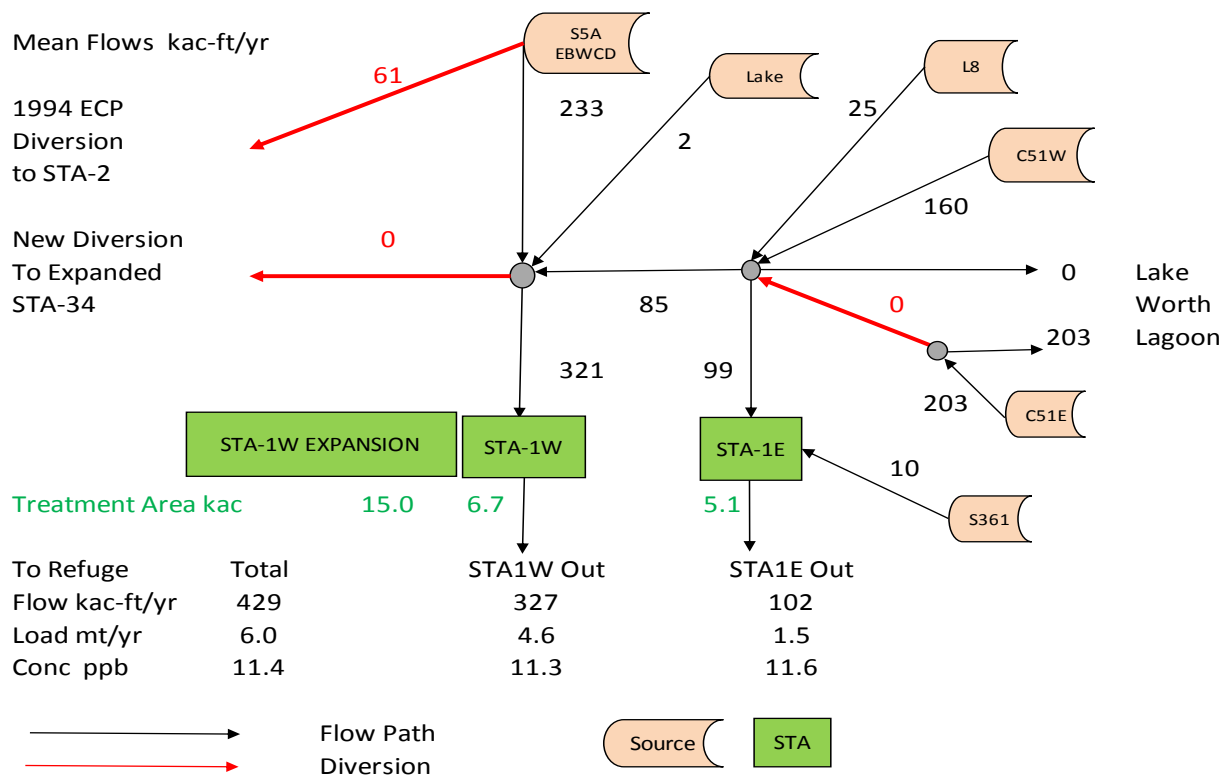 Mean Flows  kac-ft/yr
S5A
EBWCD
Lake
L8
61
233
25
2
1994 ECP
Diversion
to STA-2
C51W
160
New Diversion
To Expanded
STA-34
0
0
Lake
Worth
Lagoon
85
0
203
321
99
203
C51E
STA-1W EXPANSION
STA-1W
STA-1E
10
Treatment Area kac
15.0
6.7
5.1
S361
To Refuge Total STA1W Out STA1E Out
Flow kac-ft/yr 429 327 102
Load mt/yr 6.0 4.6 1.5
Conc  ppb 11.4 11.3 11.6
Flow Path
Source
STA
Diversion